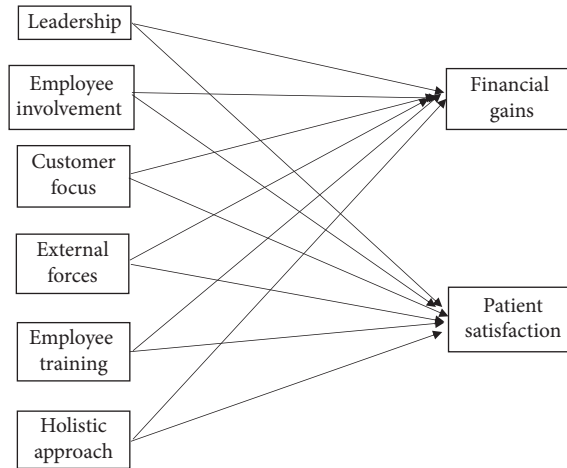 Leadership
Employee
involvement
Customer
focus
External
forces
Employee
training
Holistic
approach
Financial
gains
Patient
satisfaction